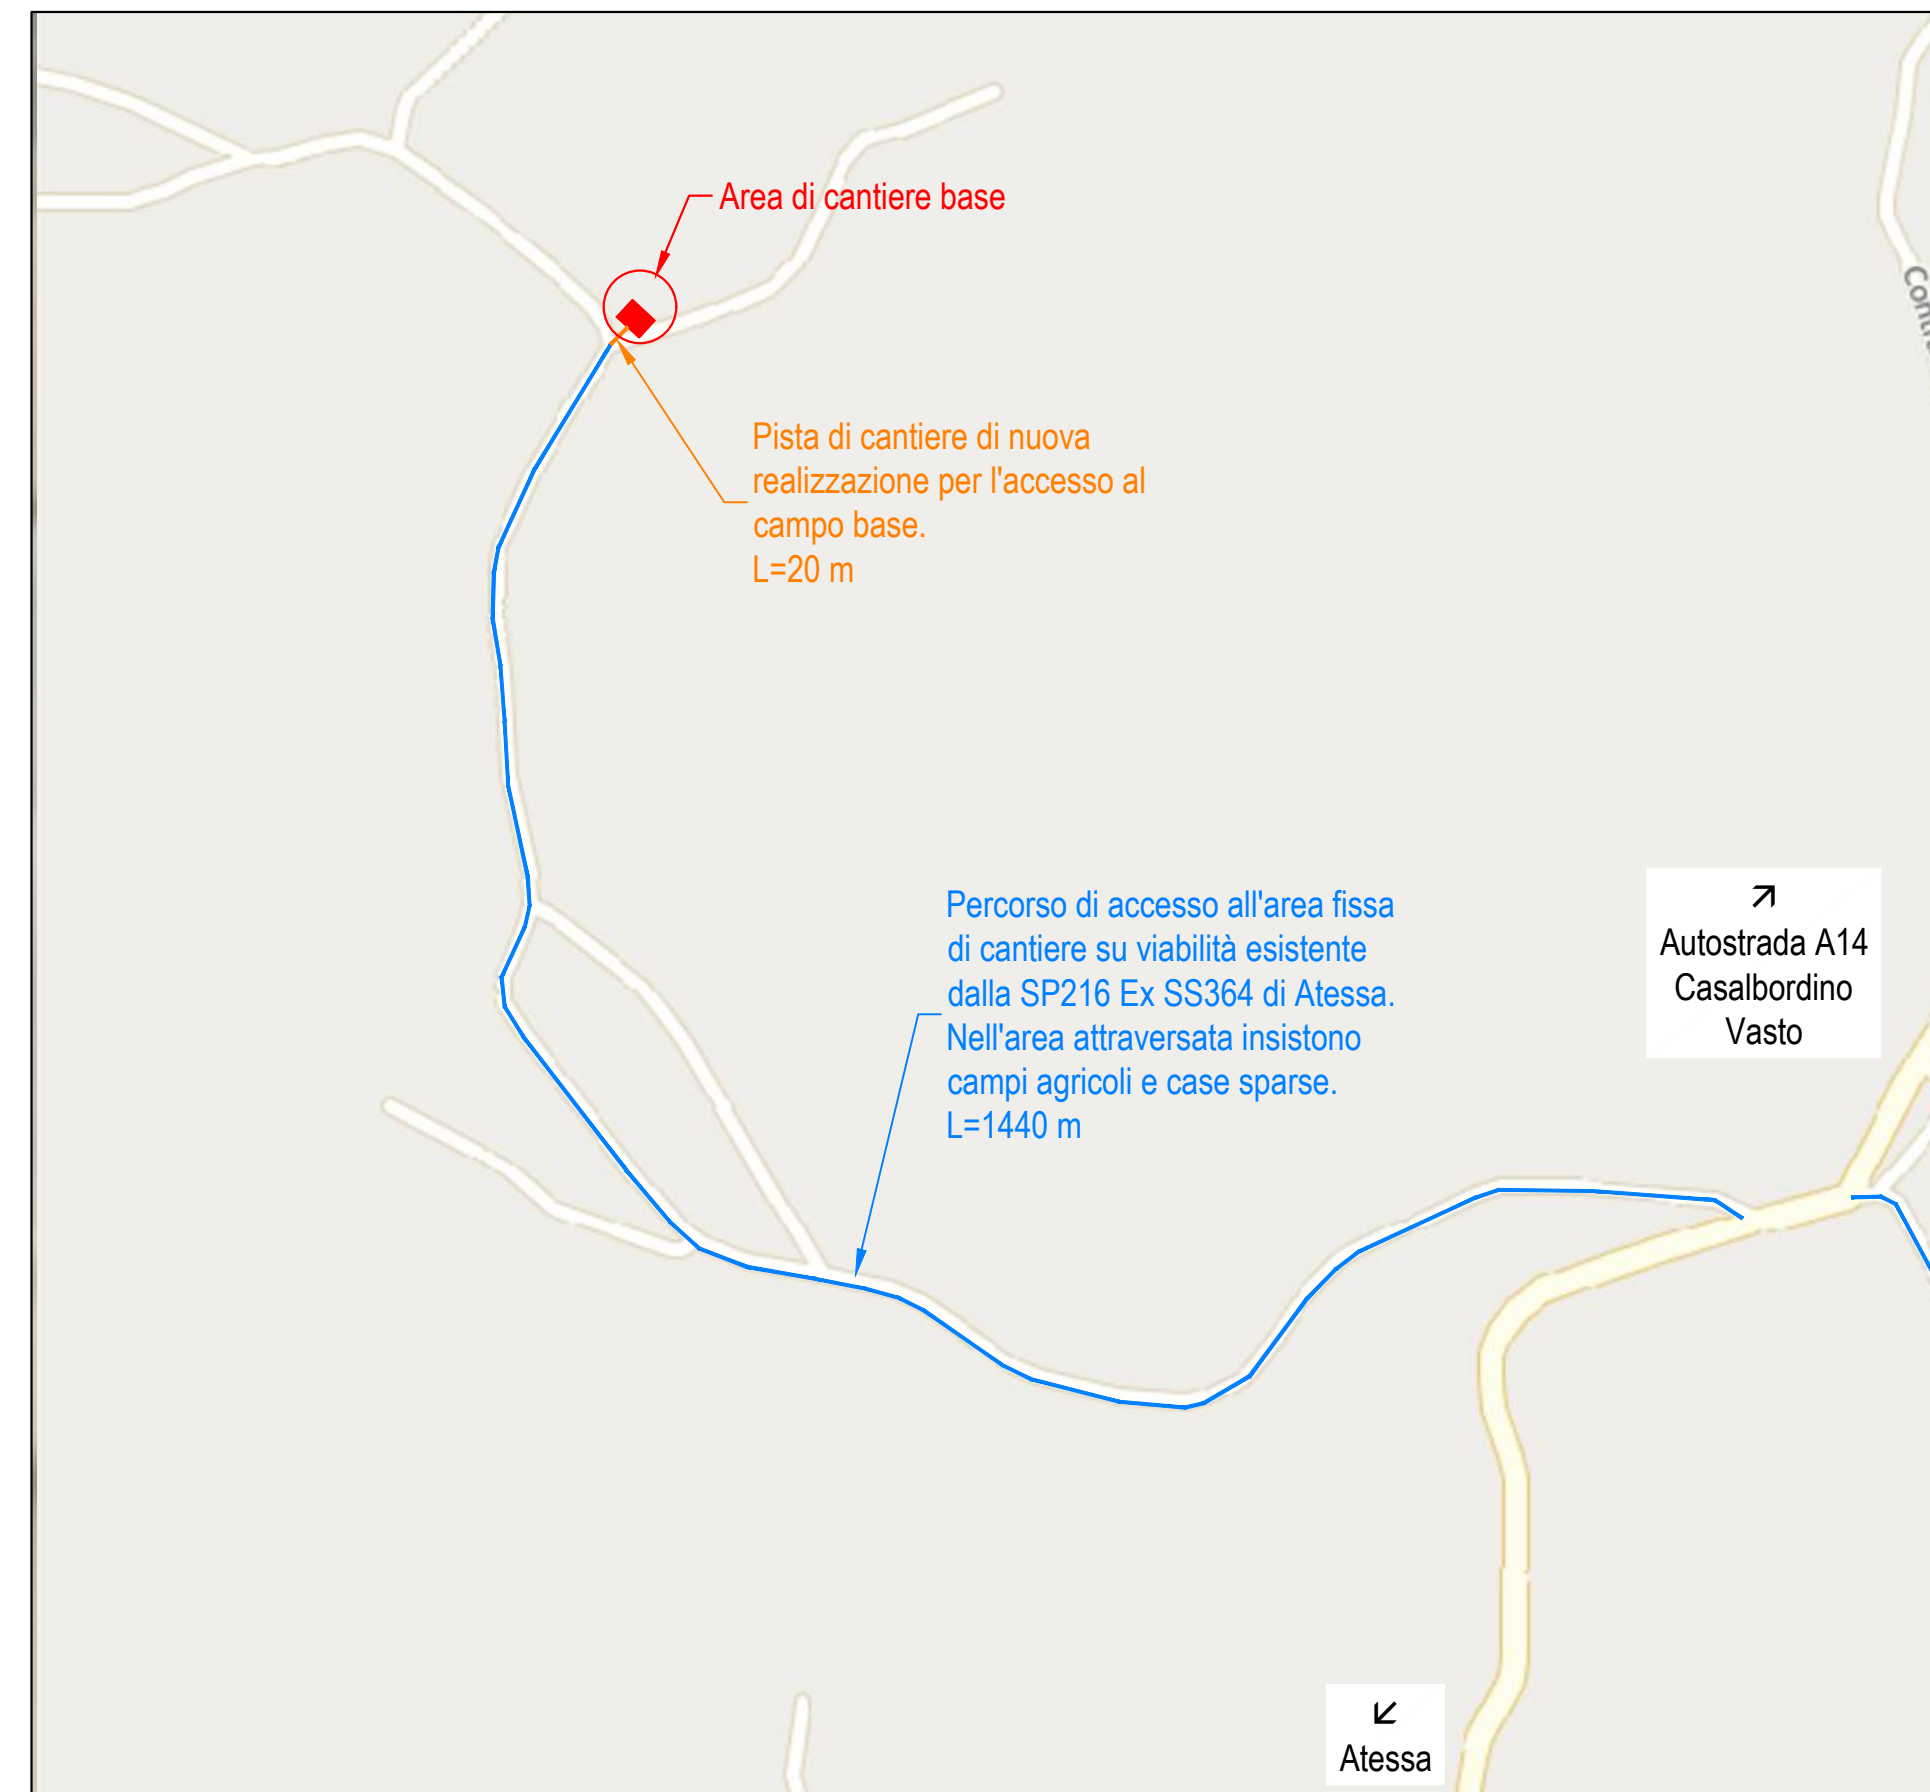 Area di cantiere base
Pista di cantiere di nuova
realizzazione per l'accesso al
campo base.
L=20 m
Percorso di accesso all'area fissa
di cantiere su viabilità esistente
dalla SP216 Ex SS364 di Atessa.
Nell'area attraversata insistono
campi agricoli e case sparse.
L=1440 m
Autostrada A14
Casalbordino
Vasto
Atessa